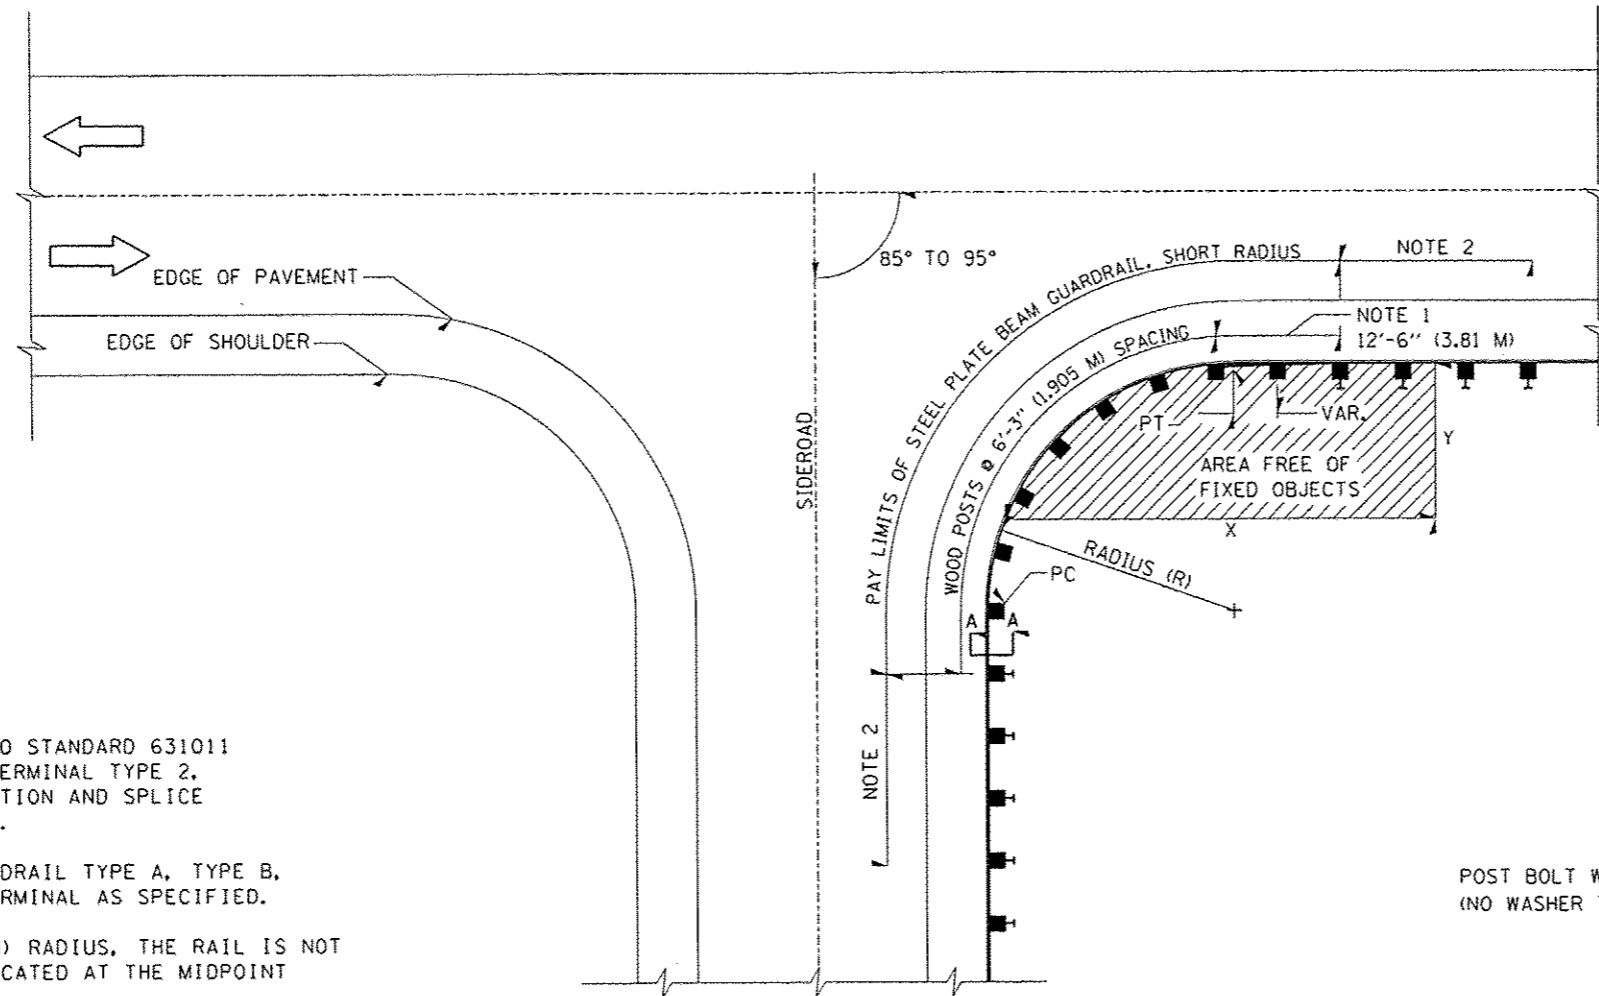 EDGE OF PAVEMENT
EDGE OF SHOULDER
SIDEROAD
85° TO 95°
PAY LIMITS OF STEEL PLATE BEAM GUARDRAIL, SHORT RADIUS
NOTE 2
WOOD POSTS @ 6'-3" (1.905 M) SPACING
NOTE 1
12'-6" (3.81 M)
PT
VAR.
Y
AREA FREE OF
FIXED OBJECTS
X
RADIUS (R)
PC
A A
NOTE 2
O STANDARD 631011
ERMINAL TYPE 2,
TION AND SPLICE
.
DRAIL TYPE A, TYPE B,
RMINAL AS SPECIFIED.
) RADIUS, THE RAIL IS NOT
CATED AT THE MIDPOINT
POST BOLT W
(NO WASHER